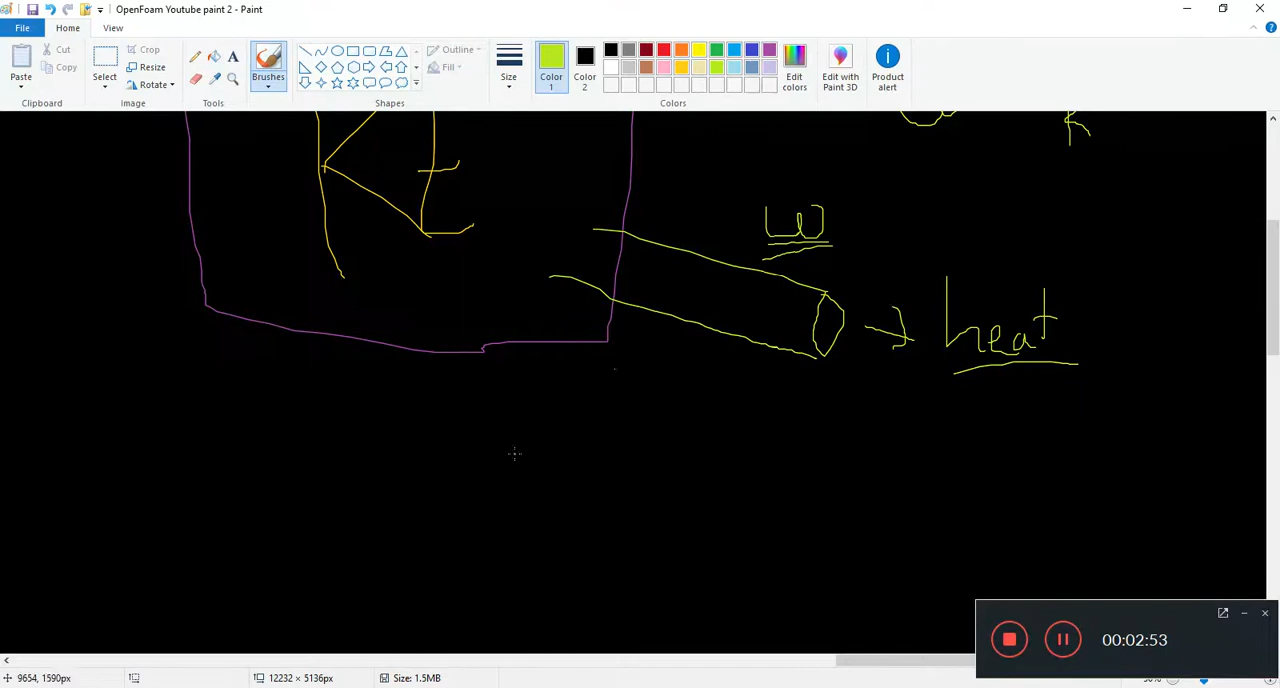 OpenFoam Youtube paint 2 - Paint
File Home View
Paste
Cut
Copy
Clipboard
Select
Crop
Resize
Rotate
Image
A
Tools
Brushes
Shapes
Outline
Fill
Size
Color 1
Color 2
Colors
Edit colors
Edit with Paint 3D
Product alert
KE
ω
heat
00:02:53
9654, 1590px
12232 × 5136px
Size: 1.5MB